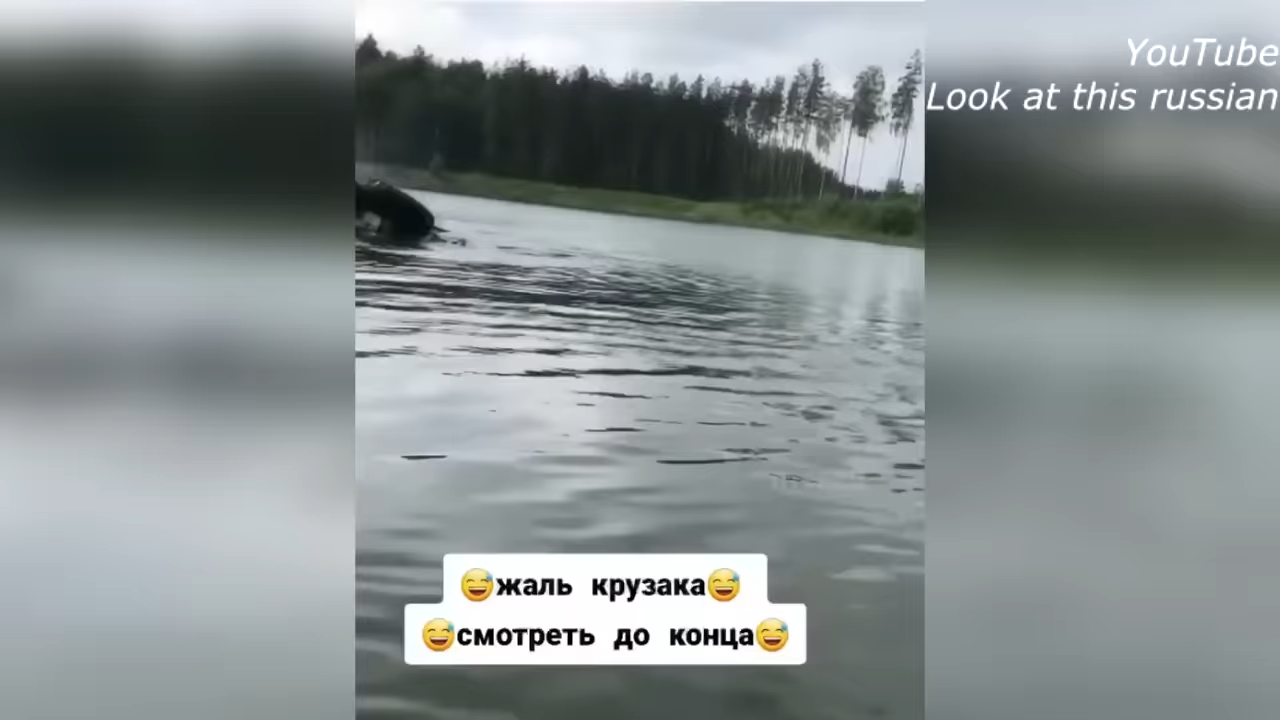 YouTube
Look at this russian
😅жаль крузака😅
😅смотреть до конца😅